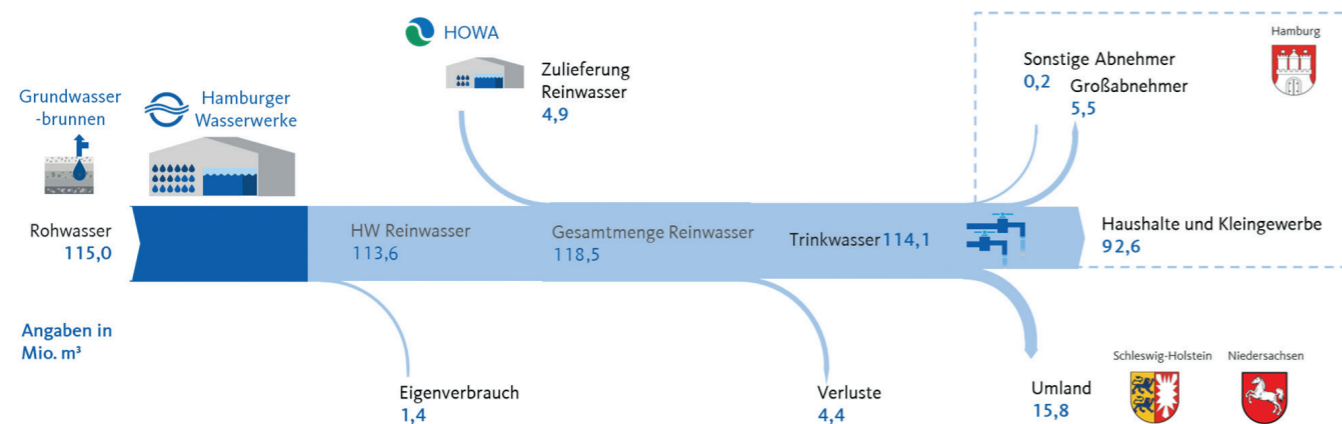 HOWA
Zulieferung
Reinwasser
4,9
Hamburg
Sonstige Abnehmer
0,2
Großabnehmer
5,5
Grundwasser
-brunnen
Hamburger
Wasserwerke
Rohwasser
115,0
HW Reinwasser
113,6
Gesamtmenge Reinwasser
118,5
Trinkwasser 114,1
Haushalte und Kleingewerbe
92,6
Angaben in
Mio. m³
Eigenverbrauch
1,4
Verluste
4,4
Umland
15,8
Schleswig-Holstein
Niedersachsen